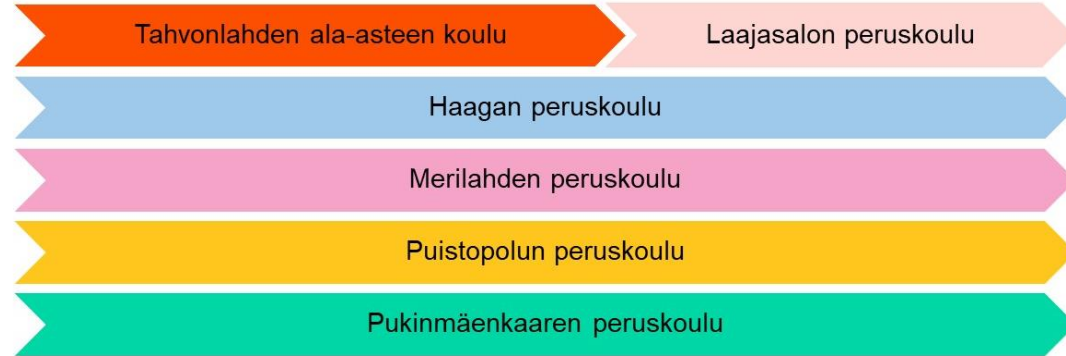 Tahvonlahden ala-asteen koulu
Laajasalon peruskoulu
Haagan peruskoulu
Merilahden peruskoulu
Puistopolun peruskoulu
Pukinmäenkaaren peruskoulu